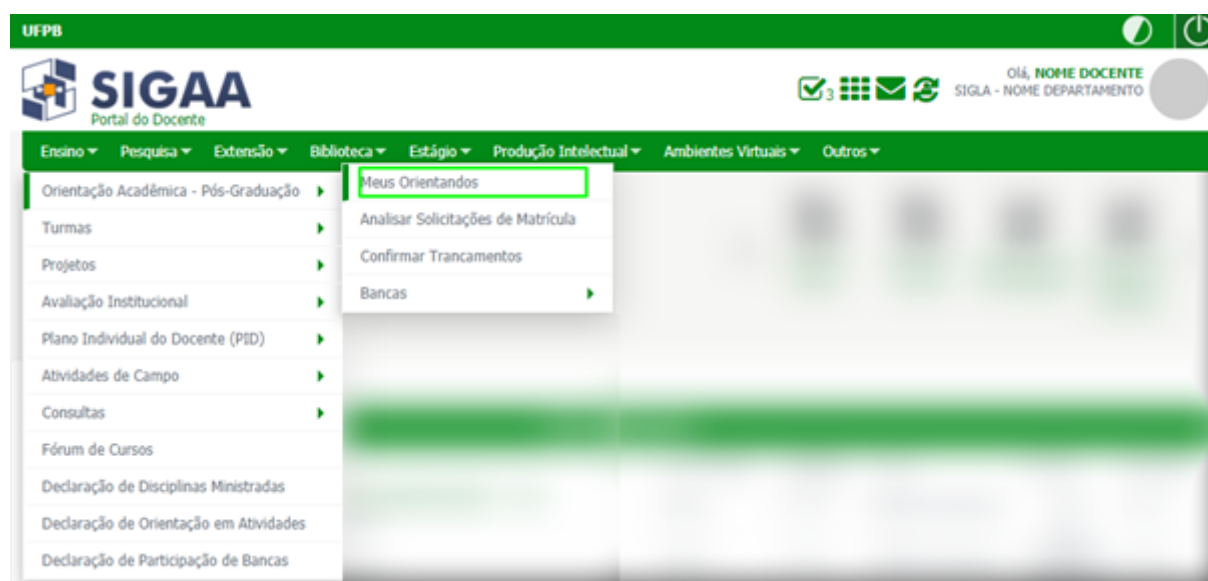 UFPB
SIGAA
Portal do Docente
3
Olá, NOME DOCENTE
SIGLA - NOME DEPARTAMENTO
Ensino Pesquisa Extensão Biblioteca Estágio Produção Intelectual Ambientes Virtuais Outros
Orientação Acadêmica - Pós-Graduação
Turmas
Projetos
Avaliação Institucional
Plano Individual do Docente (PID)
Atividades de Campo
Consultas
Fórum de Cursos
Declaração de Disciplinas Ministradas
Declaração de Orientação em Atividades
Declaração de Participação de Bancas
Meus Orientandos
Analisar Solicitações de Matrícula
Confirmar Trancamentos
Bancas